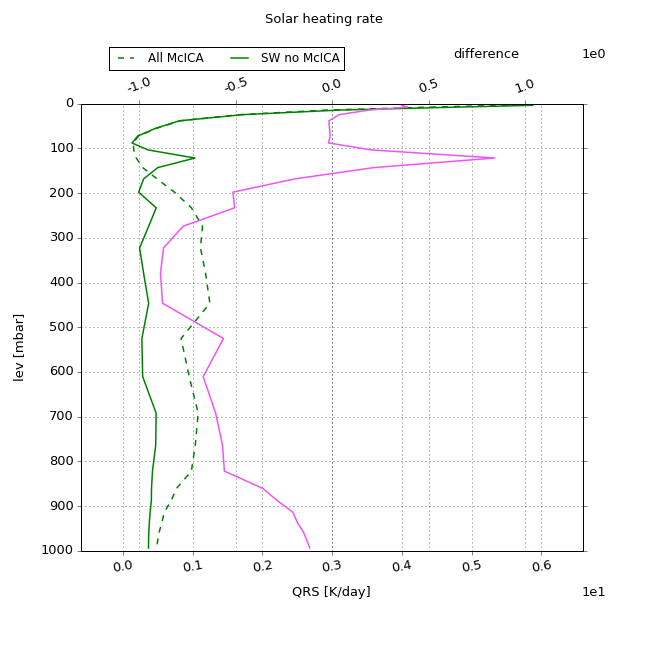 Solar heating rate
All McICA SW no McICA difference 1e0
-1.0 -0.5 0.0 0.5 1.0
0
100
200
300
400
500
600
700
800
900
1000
lev [mbar]
0.0 0.1 0.2 0.3 0.4 0.5 0.6
QRS [K/day] 1e1